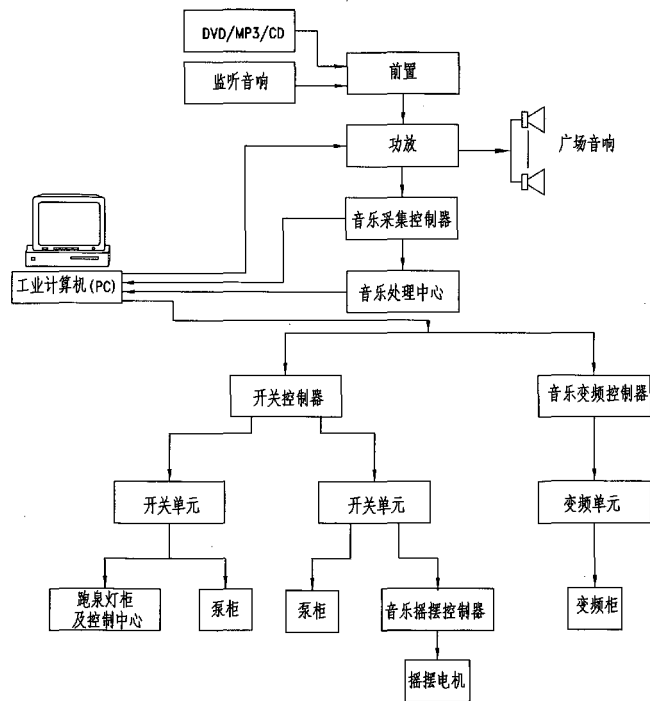 DVD/MP3/CD
监听音响
前置
功放
广场音响
音乐采集控制器
工业计算机(PC)
音乐处理中心
开关控制器
音乐变频控制器
开关单元
开关单元
变频单元
跑泉灯柜
及控制中心
泵柜
泵柜
音乐摇摆控制器
变频柜
摇摆电机